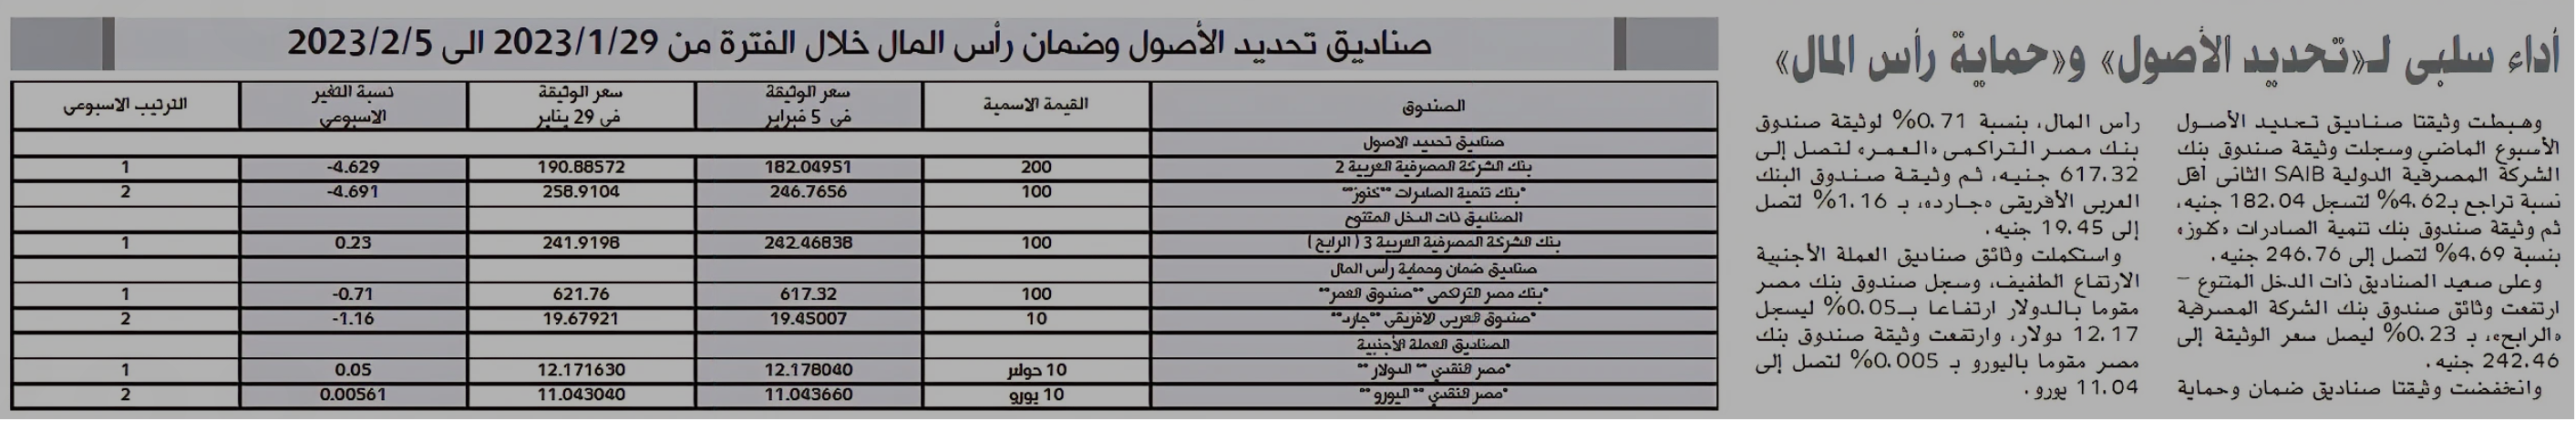 أداء سلبى لـ«تحديد الأصول» و«حماية رأس المال»
وهبطت وثيقتا صناديق تحديد الأصول
الأسبوع الماضي وسجلت وثيقة صندوق بنك
الشركة المصرفية الدولية SAIB الثانى أقل
نسبة تراجع بـ4.62% لتسجل 182.04 جنيه،
ثم وثيقة صندوق بنك تنمية الصادرات «كنوز»
بنسبة 4.69% لتصل إلى 246.76 جنيه.
وعلى صعيد الصناديق ذات الدخل المتنوع –
ارتفعت وثائق صندوق بنك الشركة المصرفية
«الرابح»، بـ 0.23% ليصل سعر الوثيقة إلى
242.46 جنيه.
وانخفضت وثيقتا صناديق ضمان وحماية
رأس المال، بنسبة 0.71% لوثيقة صندوق
بنك مصر التراكمى «العمر» لتصل إلى
617.32 جنيه، ثم وثيقة صندوق البنك
العربى الأفريقى «جارد»، بـ 1.16% لتصل
إلى 19.45 جنيه.
واستكملت وثائق صناديق العملة الأجنبية
الارتفاع الطفيف، وسجل صندوق بنك مصر
مقوما بالدولار ارتفاعا بــ0.05% ليسجل
12.17 دولار، وارتفعت وثيقة صندوق بنك
مصر مقوما باليورو بـ 0.005% لتصل إلى
11.04 يورو.
صناديق تحديد الأصول وضمان رأس المال خلال الفترة من 2023/1/29 الى 2023/2/5
الصندوق القيمة الاسمية سعر الوثيقة فى 5 فبراير سعر الوثيقة فى 29 يناير نسبة التغير الاسبوعي الترتيب الاسبوعى
صناديق تحديد الاصول
بنك الشركة المصرفية العربية 2 200 182.04951 190.88572 -4.629 1
"بنك تنمية الصادرات ""كنوز"" 100 246.7656 258.9104 -4.691 2
الصناديق ذات الدخل المتنوع
بنك الشركة المصرفية العربية 3 (الرابح) 100 242.46838 241.9198 0.23 1
صناديق ضمان وحماية رأس المال
"بنك مصر التراكمى ""صندوق العمر"" 100 617.32 621.76 -0.71 1
"صندوق العربى الافريقى ""جارد"" 10 19.45007 19.67921 -1.16 2
الصناديق العملة الأجنبية
"مصر النقدي "" الدولار "" 10 دولار 12.178040 12.171630 0.05 1
"مصر النقدي "" اليورو "" 10 يورو 11.043660 11.043040 0.00561 2